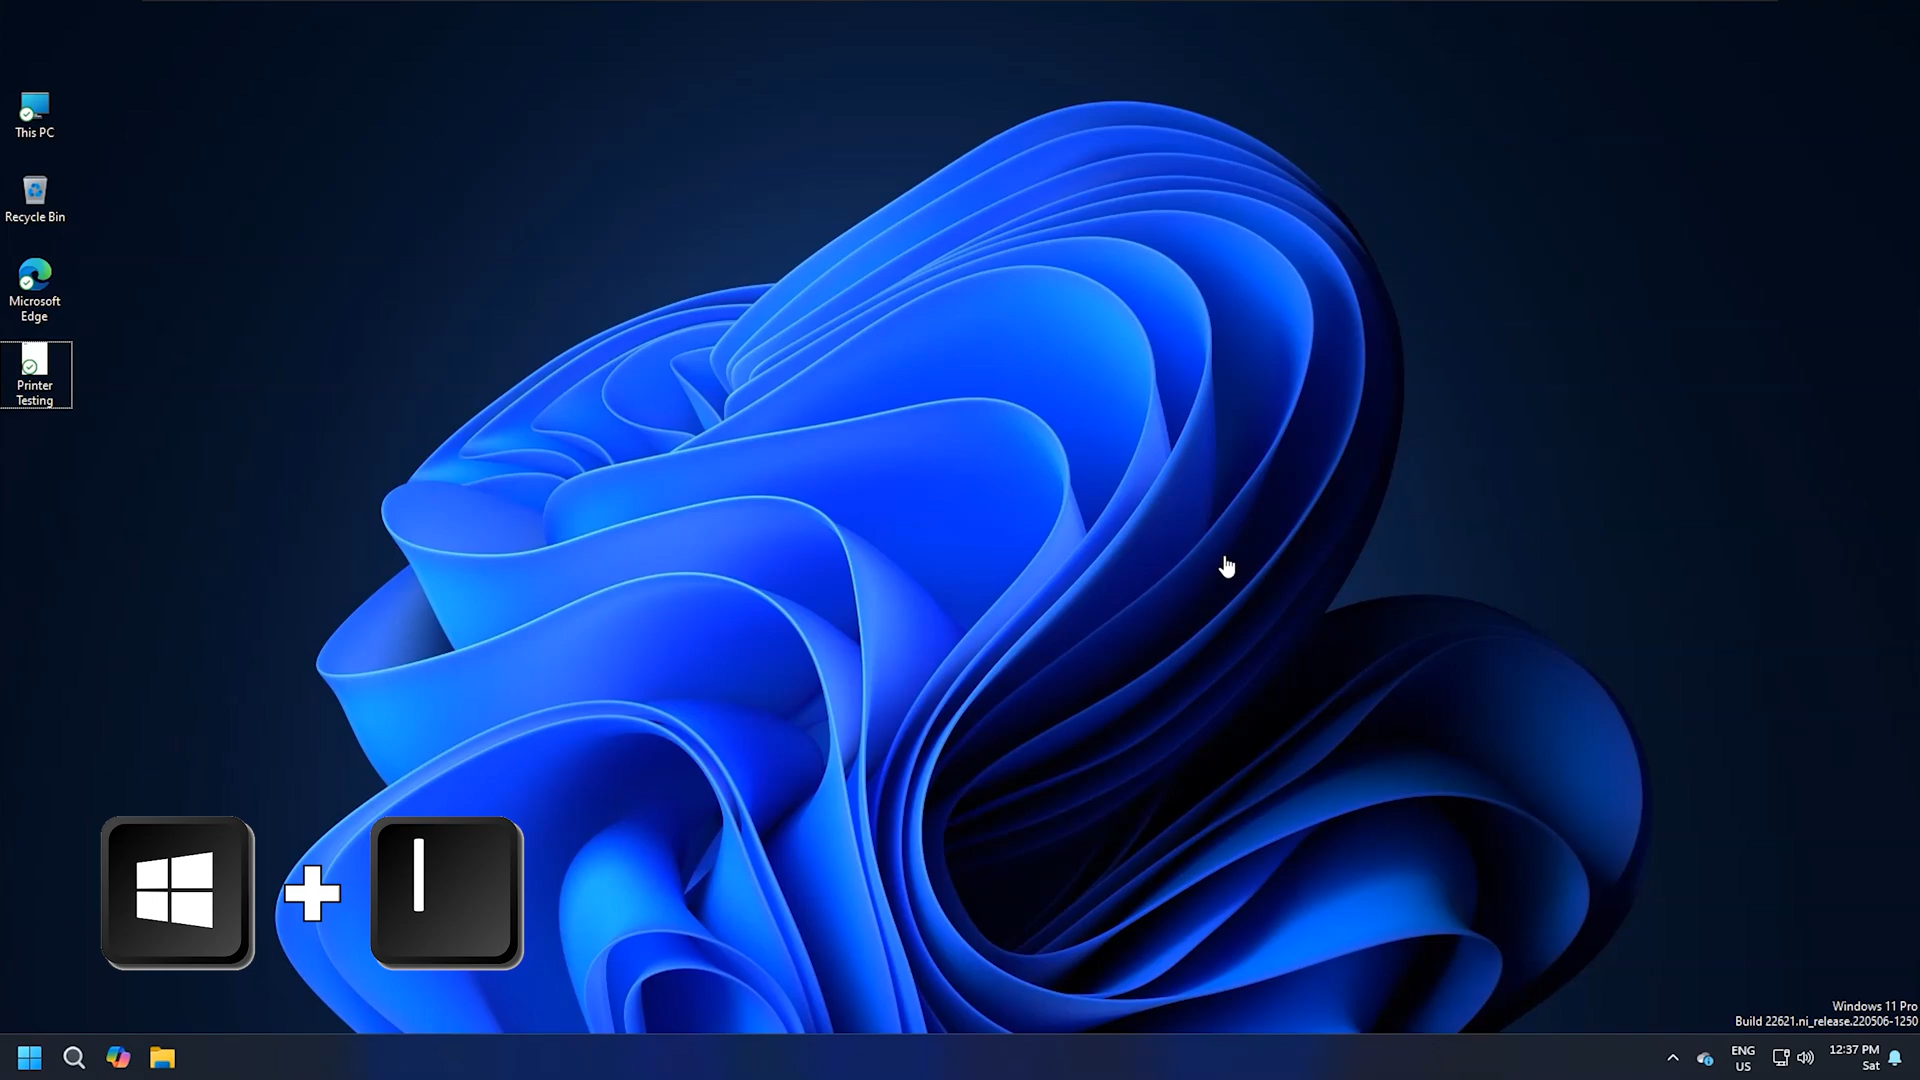 This PC
Recycle Bin
Microsoft
Edge
Printer
Testing
I
Windows 11 Pro
Build 22621.ni_release.220506-1250
ENG
US
12:37 PM
Sat